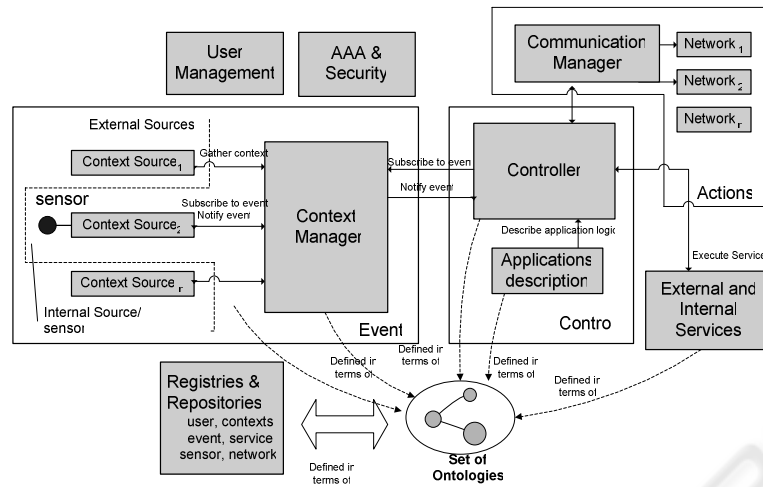 User
Management
AAA &
Security
Communication
Manager
Network 1
Network 2
Network r
External Sources
Context Source 1
Gather context
sensor
Context Source 2
Subscribe to event
Notify event
Context Source r
Internal Source/
sensor
Context
Manager
Event
Subscribe to even
Notify event
Controller
Describe application logic
Applications
description
Contro
Actions
Execute Service
External and
Internal
Services
Defined in
terms of
Defined in
terms of
Defined in
terms of
Defined in
terms of
Registries &
Repositories
user, contexts
event, service
sensor, network
Defined in
terms of
Set of
Ontologies